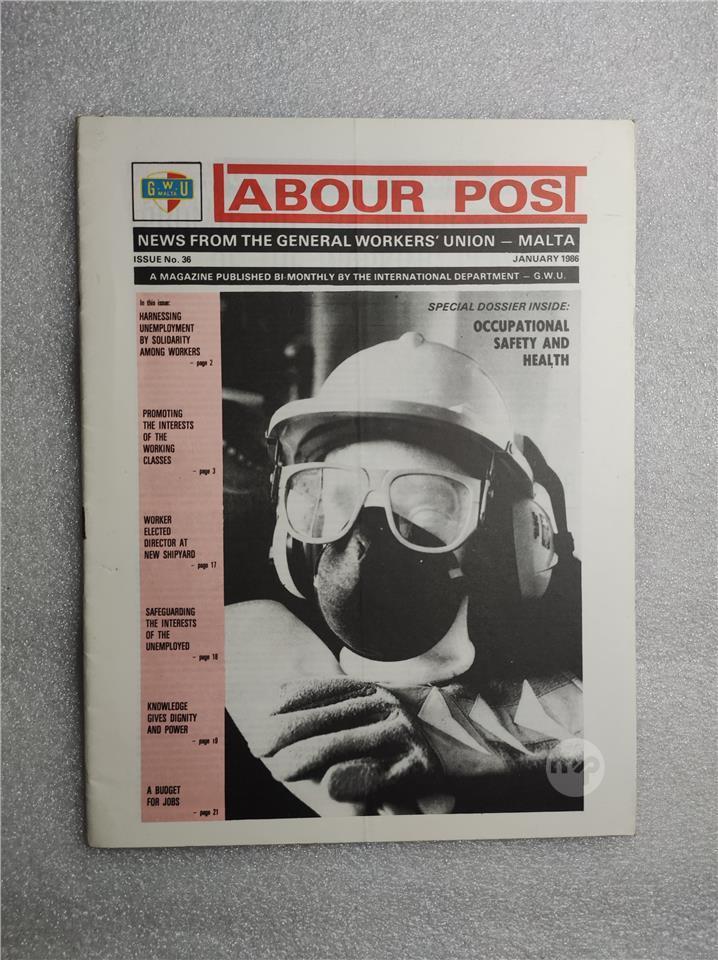 G.W.U
MALTA
LABOUR POST
NEWS FROM THE GENERAL WORKERS' UNION — MALTA
ISSUE No. 36
JANUARY 1986
A MAGAZINE PUBLISHED BI-MONTHLY BY THE INTERNATIONAL DEPARTMENT — G.W.U.
In this issue:
HARNESSING
UNEMPLOYMENT
BY SOLIDARITY
AMONG WORKERS
– page 2
PROMOTING
THE INTERESTS
OF THE
WORKING
CLASSES
– page 3
WORKER
ELECTED
DIRECTOR AT
NEW SHIPYARD
– page 17
SAFEGUARDING
THE INTERESTS
OF THE
UNEMPLOYED
– page 18
KNOWLEDGE
GIVES DIGNITY
AND POWER
– page 19
A BUDGET
FOR JOBS
– page 21
SPECIAL DOSSIER INSIDE:
OCCUPATIONAL
SAFETY AND
HEALTH